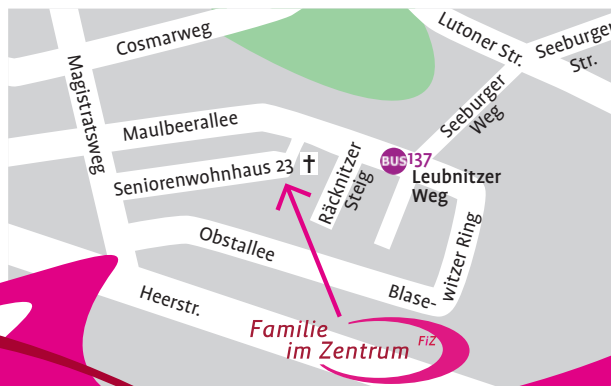 Cosmarweg
Lutoner Str.
Seeburger
Str.
Magistratsweg
Maulbeerallee
Seeburger
Weg
BUS 137
Leubnitzer
Weg
Seniorenwohnhaus 23
Räcknitzer
Steig
Obstallee
Blase-
witzer Ring
Heerstr.
Familie
im Zentrum FiZ